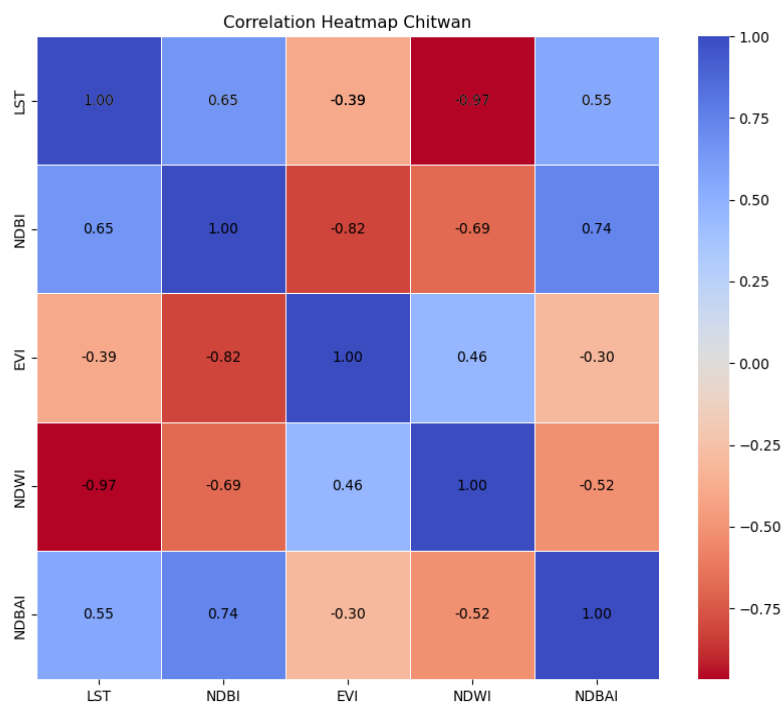 Correlation Heatmap Chitwan
LST 1.00 0.65 -0.39 -0.97 0.55
NDBI 0.65 1.00 -0.82 -0.69 0.74
EVI -0.39 -0.82 1.00 0.46 -0.30
NDWI -0.97 -0.69 0.46 1.00 -0.52
NDBAI 0.55 0.74 -0.30 -0.52 1.00
LST NDBI EVI NDWI NDBAI
1.00
0.75
0.50
0.25
0.00
-0.25
-0.50
-0.75